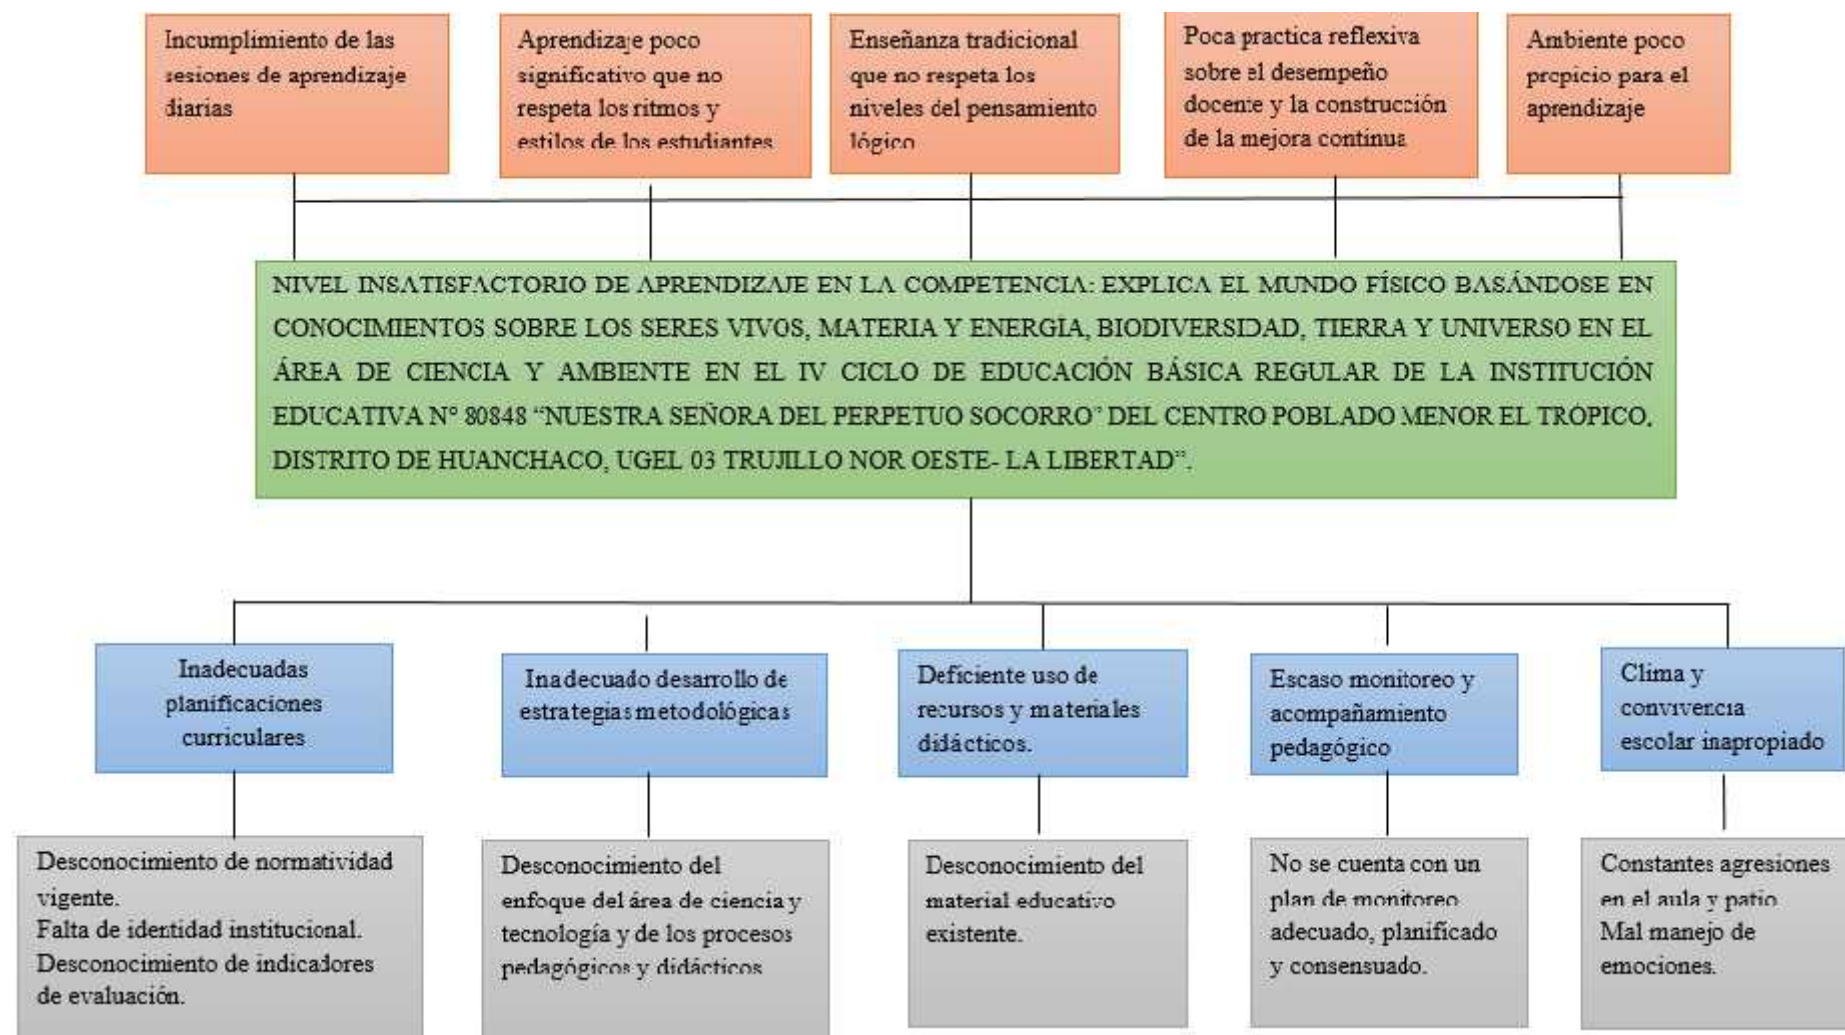 Incumplimiento de las
sesiones de aprendizaje
diarias
Aprendizaje poco
significativo que no
respeta los ritmos y
estilos de los estudiantes
Enseñanza tradicional
que no respeta los
niveles del pensamiento
lógico
Poca practica reflexiva
sobre el desempeño
docente y la construcción
de la mejora continua
Ambiente poco
propicio para el
aprendizaje
NIVEL INSATISFACTORIO DE APRENDIZAJE EN LA COMPETENCIA: EXPLICA EL MUNDO FÍSICO BASÁNDOSE EN
CONOCIMIENTOS SOBRE LOS SERES VIVOS, MATERIA Y ENERGÍA, BIODIVERSIDAD, TIERRA Y UNIVERSO EN EL
ÁREA DE CIENCIA Y AMBIENTE EN EL IV CICLO DE EDUCACIÓN BÁSICA REGULAR DE LA INSTITUCIÓN
EDUCATIVA N° 80848 “NUESTRA SEÑORA DEL PERPETUO SOCORRO” DEL CENTRO POBLADO MENOR EL TRÓPICO,
DISTRITO DE HUANCHACO, UGEL 03 TRUJILLO NOR OESTE- LA LIBERTAD”.
Inadecuadas
planificaciones
curriculares
Inadecuado desarrollo de
estrategias metodológicas
Deficiente uso de
recursos y materiales
didácticos.
Escaso monitoreo y
acompañamiento
pedagógico
Clima y
convivencia
escolar inapropiado
Desconocimiento de normatividad
vigente.
Falta de identidad institucional.
Desconocimiento de indicadores
de evaluación.
Desconocimiento del
enfoque del área de ciencia y
tecnología y de los procesos
pedagógicos y didácticos
Desconocimiento del
material educativo
existente.
No se cuenta con un
plan de monitoreo
adecuado, planificado
y consensuado.
Constantes agresiones
en el aula y patio
Mal manejo de
emociones.